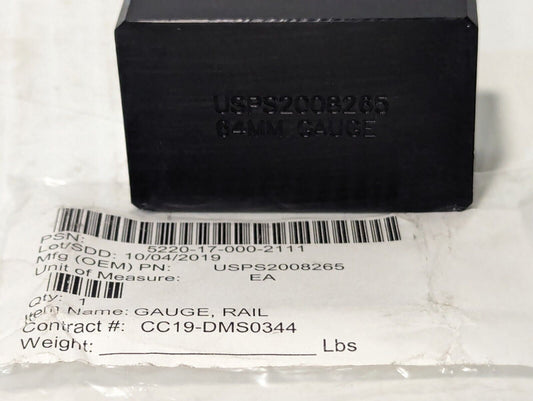 USPS2008265
64MM GAUGE
PSN:
5220-17-000-2111
Lot/SDD: 10/04/2019
Mfg (OEM) PN: USPS2008265
Unit of Measure: EA
Qty: 1
Item Name: GAUGE, RAIL
Contract #: CC19-DMS0344
Weight: Lbs